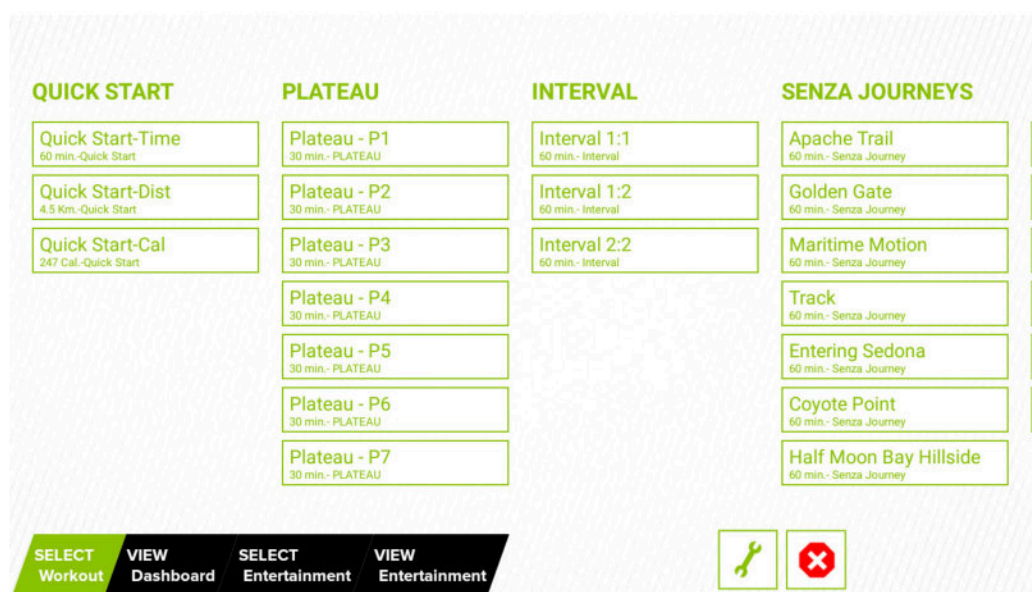 QUICK START
Quick Start-Time
60 min.-Quick Start
Quick Start-Dist
4.5 Km.-Quick Start
Quick Start-Cal
247 Cal.-Quick Start
PLATEAU
Plateau - P1
30 min.- PLATEAU
Plateau - P2
30 min.- PLATEAU
Plateau - P3
30 min.- PLATEAU
Plateau - P4
30 min.- PLATEAU
Plateau - P5
30 min.- PLATEAU
Plateau - P6
30 min.- PLATEAU
Plateau - P7
30 min.- PLATEAU
INTERVAL
Interval 1:1
60 min.- Interval
Interval 1:2
60 min.- Interval
Interval 2:2
60 min.- Interval
SENZA JOURNEYS
Apache Trail
60 min.- Senza Journey
Golden Gate
60 min.- Senza Journey
Maritime Motion
60 min.- Senza Journey
Track
60 min.- Senza Journey
Entering Sedona
60 min.- Senza Journey
Coyote Point
60 min.- Senza Journey
Half Moon Bay Hillside
60 min.- Senza Journey
SELECT
Workout
VIEW
Dashboard
SELECT
Entertainment
VIEW
Entertainment